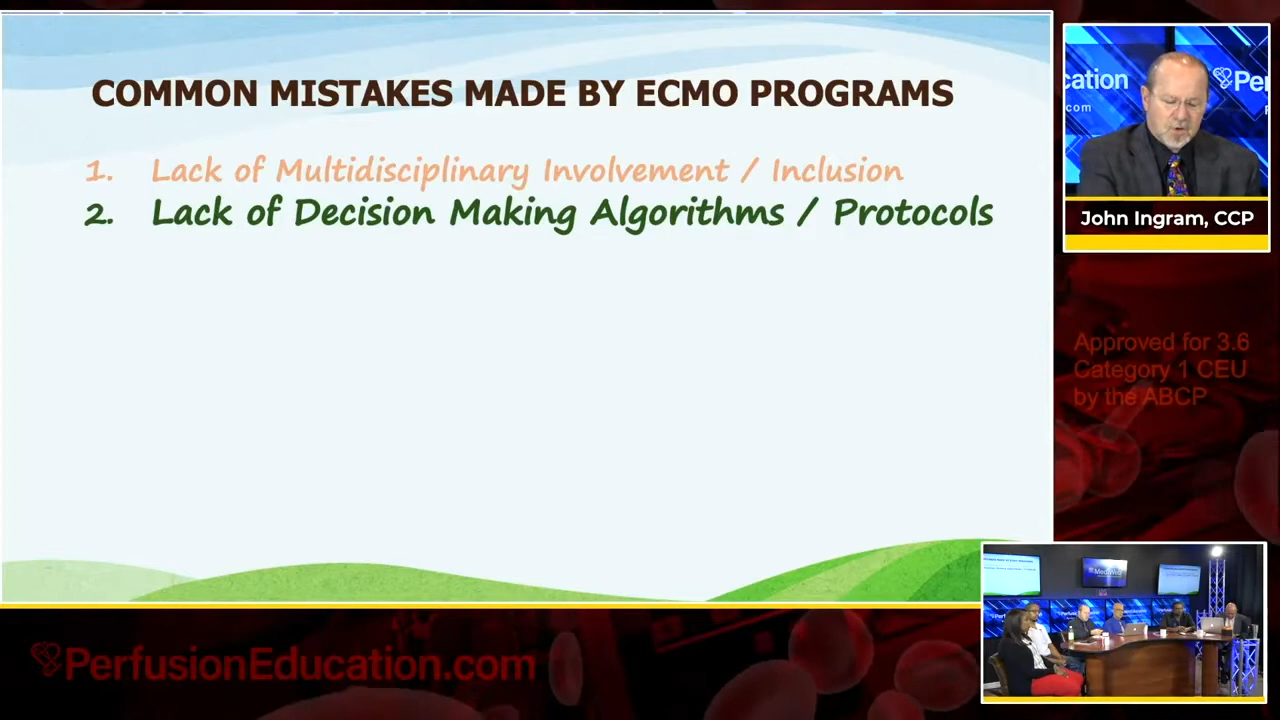 COMMON MISTAKES MADE BY ECMO PROGRAMS
1. Lack of Multidisciplinary Involvement / Inclusion
2. Lack of Decision Making Algorithms / Protocols
cation
com
Pe
John Ingram, CCP
Approved for 3.6
Category 1 CEU
by the ABCP
PerfusionEducation.com